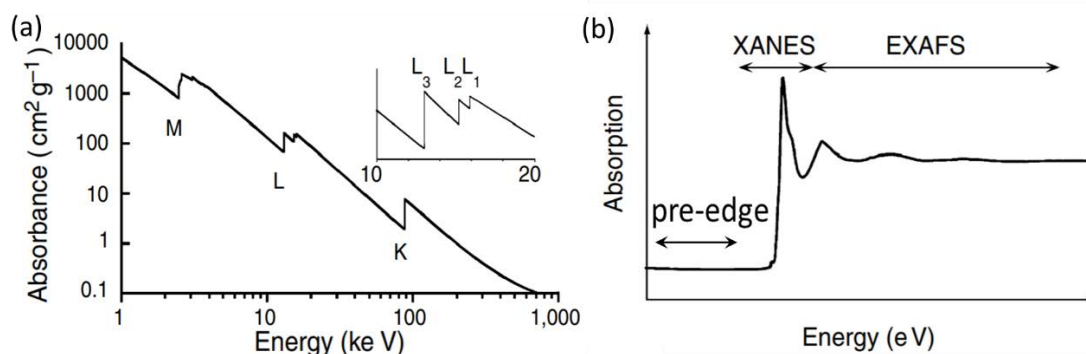 (a)
Absorbance ( cm² g⁻¹)
10000
1000
100
10
1
0.1
M
L
K
L₃ L₂ L₁
10 20
1 10 100 1,000
Energy (ke V)
(b)
XANES EXAFS
pre-edge
Absorption
Energy (e V)